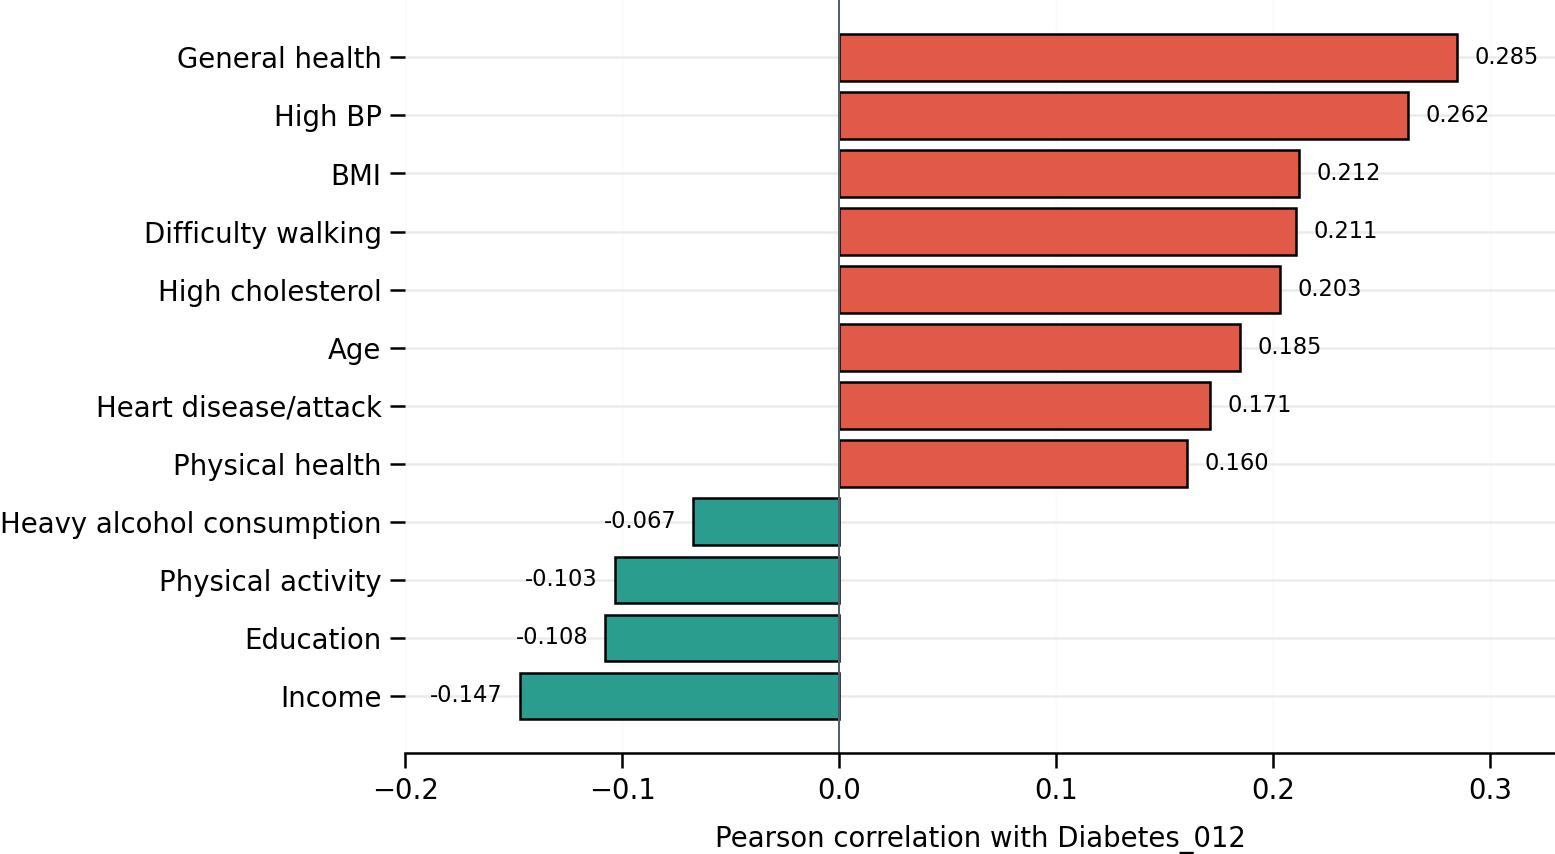 General health 0.285
High BP 0.262
BMI 0.212
Difficulty walking 0.211
High cholesterol 0.203
Age 0.185
Heart disease/attack 0.171
Physical health 0.160
Heavy alcohol consumption -0.067
Physical activity -0.103
Education -0.108
Income -0.147
−0.2 −0.1 0.0 0.1 0.2 0.3
Pearson correlation with Diabetes_012